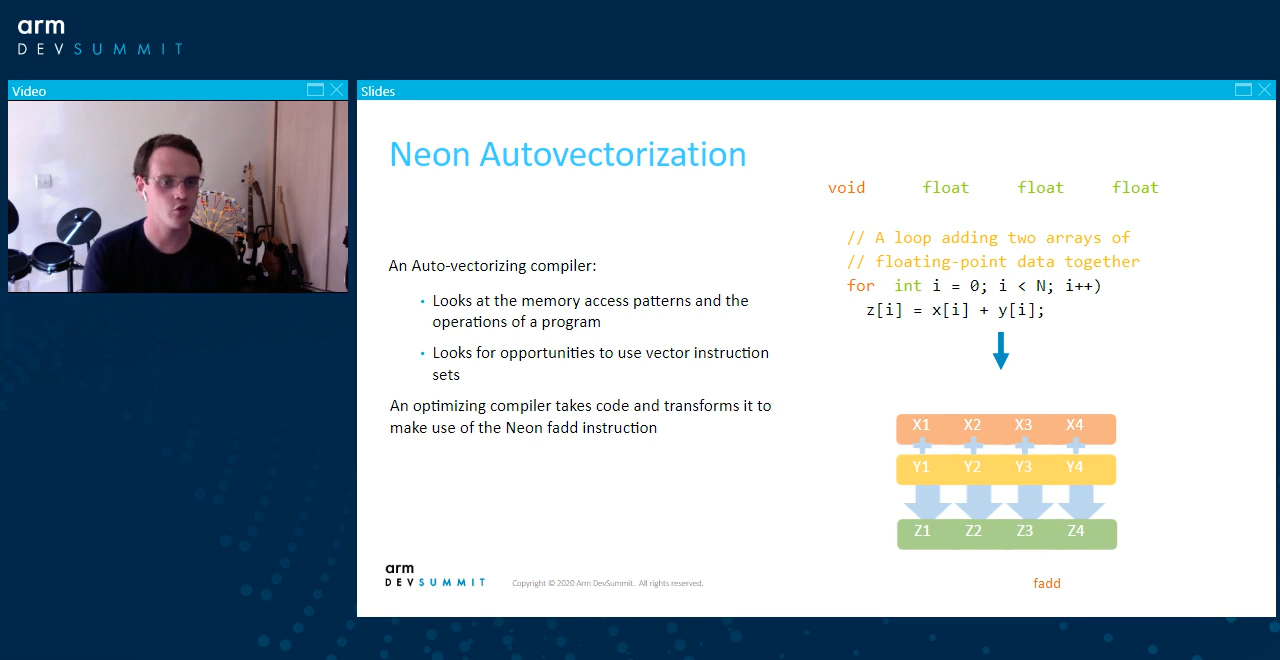 arm
DEVSUMMIT
Video
Slides
Neon Autovectorization
An Auto-vectorizing compiler:
• Looks at the memory access patterns and the
operations of a program
• Looks for opportunities to use vector instruction
sets
An optimizing compiler takes code and transforms it to
make use of the Neon fadd instruction
void float float float
// A loop adding two arrays of
// floating-point data together
for int i = 0; i < N; i++)
z[i] = x[i] + y[i];
X1 X2 X3 X4
+ + + +
Y1 Y2 Y3 Y4
Z1 Z2 Z3 Z4
fadd
arm
DEVSUMMIT
Copyright © 2020 Arm DevSummit. All rights reserved.